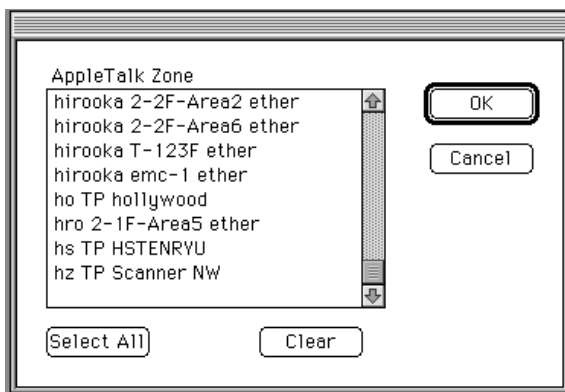 AppleTalk Zone
hirooka 2-2F-Area2 ether
hirooka 2-2F-Area6 ether
hirooka T-123F ether
hirooka emc-1 ether
ho TP hollywood
hro 2-1F-Area5 ether
hs TP HSTENRYU
hz TP Scanner NW
OK
Cancel
Select All
Clear